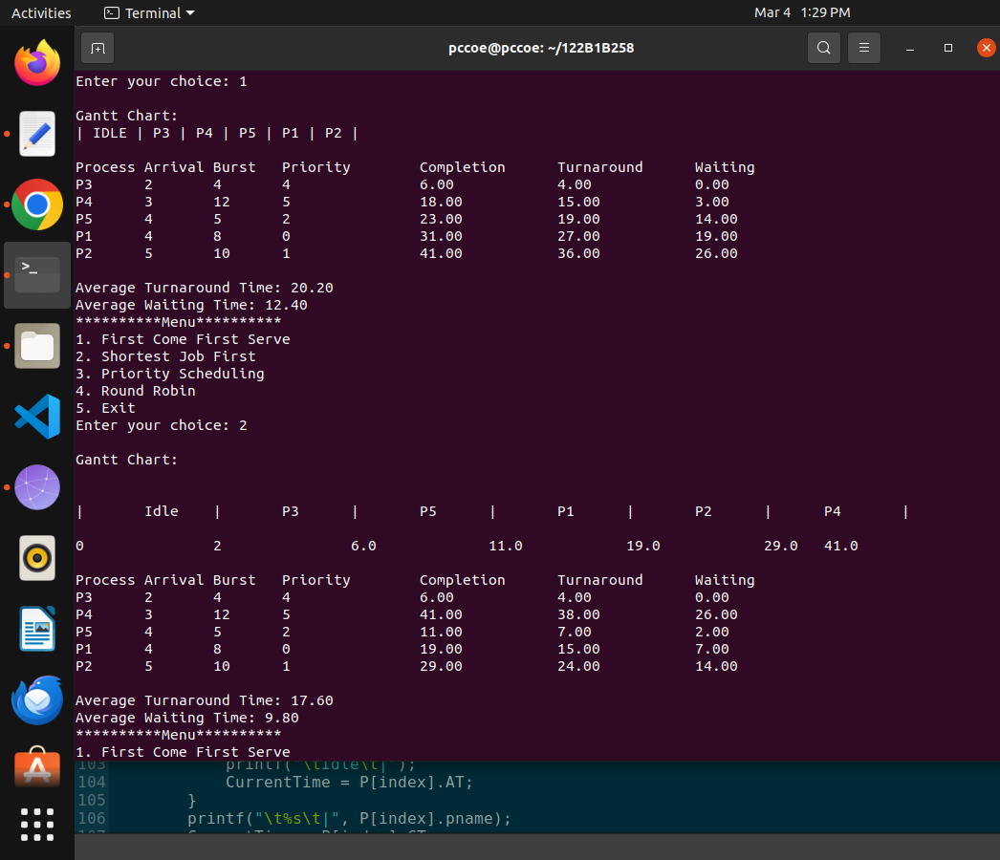 Activities Terminal Mar 4 1:29 PM
pccoe@pccoe: ~/122B1B258
Enter your choice: 1
Gantt Chart:
| IDLE | P3 | P4 | P5 | P1 | P2 |
Process Arrival Burst Priority Completion Turnaround Waiting
P3 2 4 4 6.00 4.00 0.00
P4 3 12 5 18.00 15.00 3.00
P5 4 5 2 23.00 19.00 14.00
P1 4 8 0 31.00 27.00 19.00
P2 5 10 1 41.00 36.00 26.00
Average Turnaround Time: 20.20
Average Waiting Time: 12.40
**********Menu**********
1. First Come First Serve
2. Shortest Job First
3. Priority Scheduling
4. Round Robin
5. Exit
Enter your choice: 2
Gantt Chart:
| Idle | P3 | P5 | P1 | P2 | P4 |
0 2 6.0 11.0 19.0 29.0 41.0
Process Arrival Burst Priority Completion Turnaround Waiting
P3 2 4 4 6.00 4.00 0.00
P4 3 12 5 41.00 38.00 26.00
P5 4 5 2 11.00 7.00 2.00
P1 4 8 0 19.00 15.00 7.00
P2 5 10 1 29.00 24.00 14.00
Average Turnaround Time: 17.60
Average Waiting Time: 9.80
**********Menu**********
1. First Come First Serve
103 printf("\tIdle\t|");
104 CurrentTime = P[index].AT;
105 }
106 printf("\t%s\t|", P[index].pname);